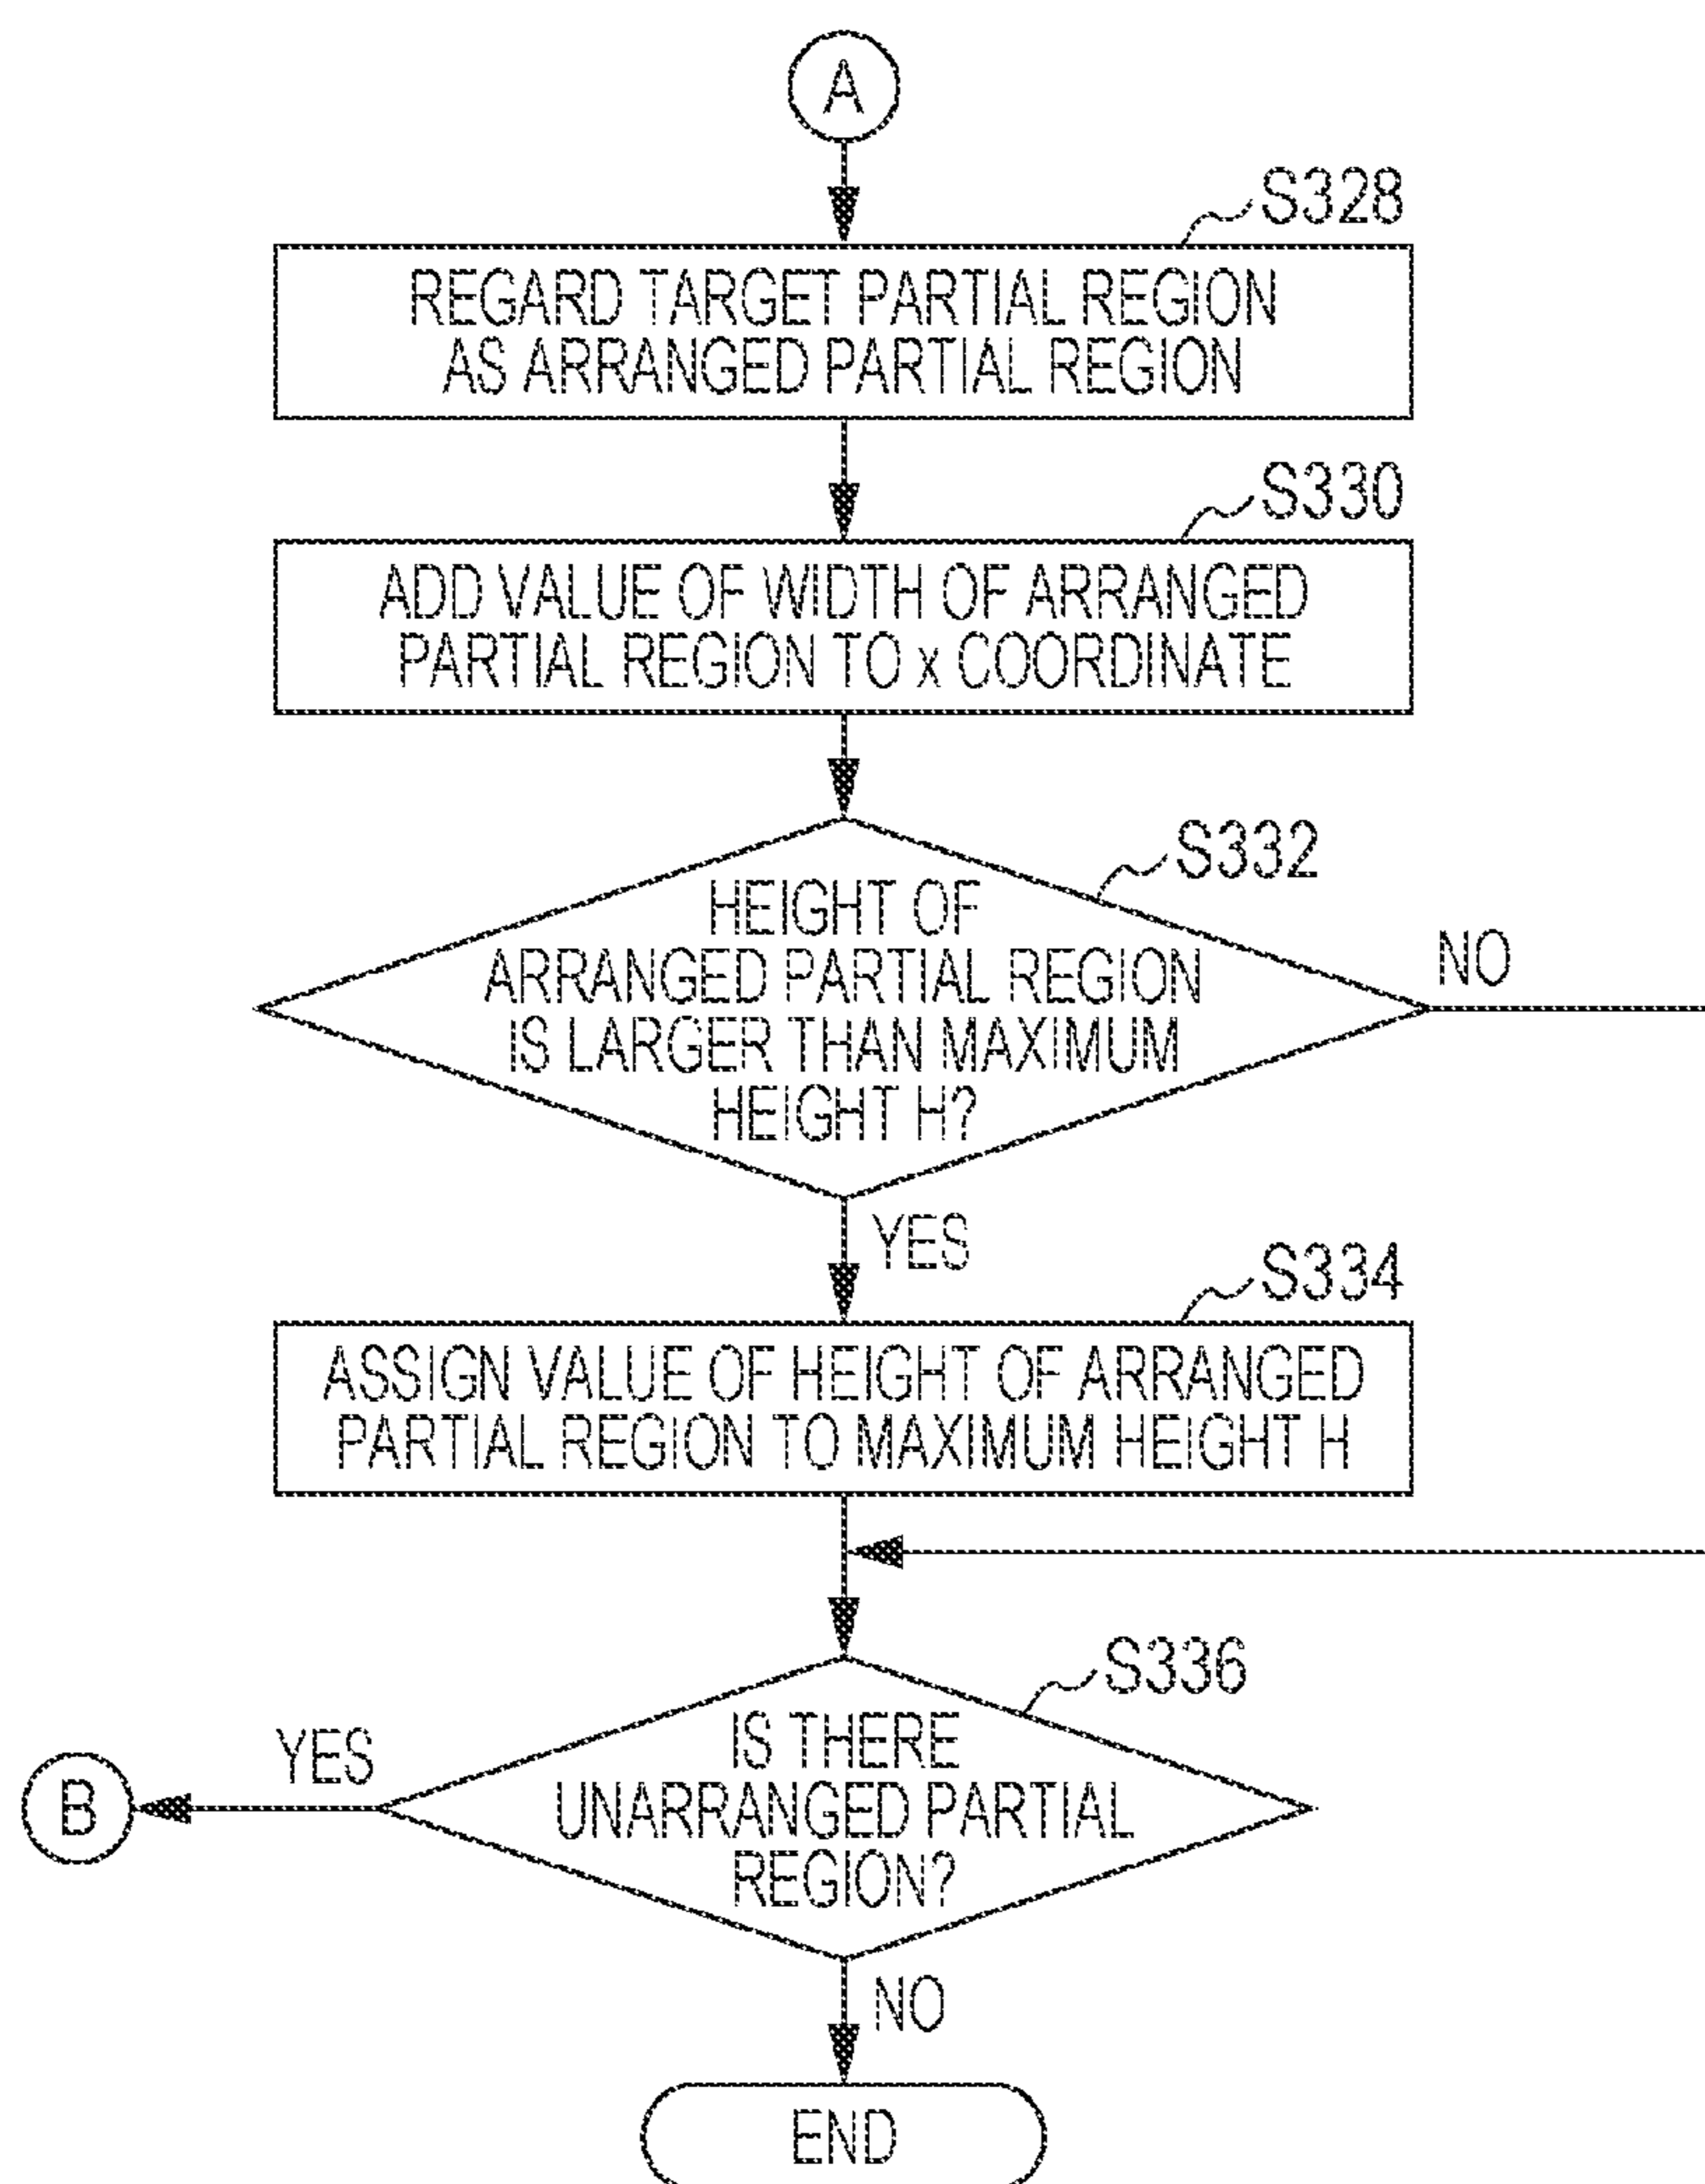 A
S328
REGARD TARGET PARTIAL REGION
AS ARRANGED PARTIAL REGION
S330
ADD VALUE OF WIDTH OF ARRANGED
PARTIAL REGION TO x COORDINATE
S332
HEIGHT OF
ARRANGED PARTIAL REGION
IS LARGER THAN MAXIMUM
HEIGHT H?
NO
YES
S334
ASSIGN VALUE OF HEIGHT OF ARRANGED
PARTIAL REGION TO MAXIMUM HEIGHT H
S336
IS THERE
UNARRANGED PARTIAL
REGION?
YES
B
NO
END